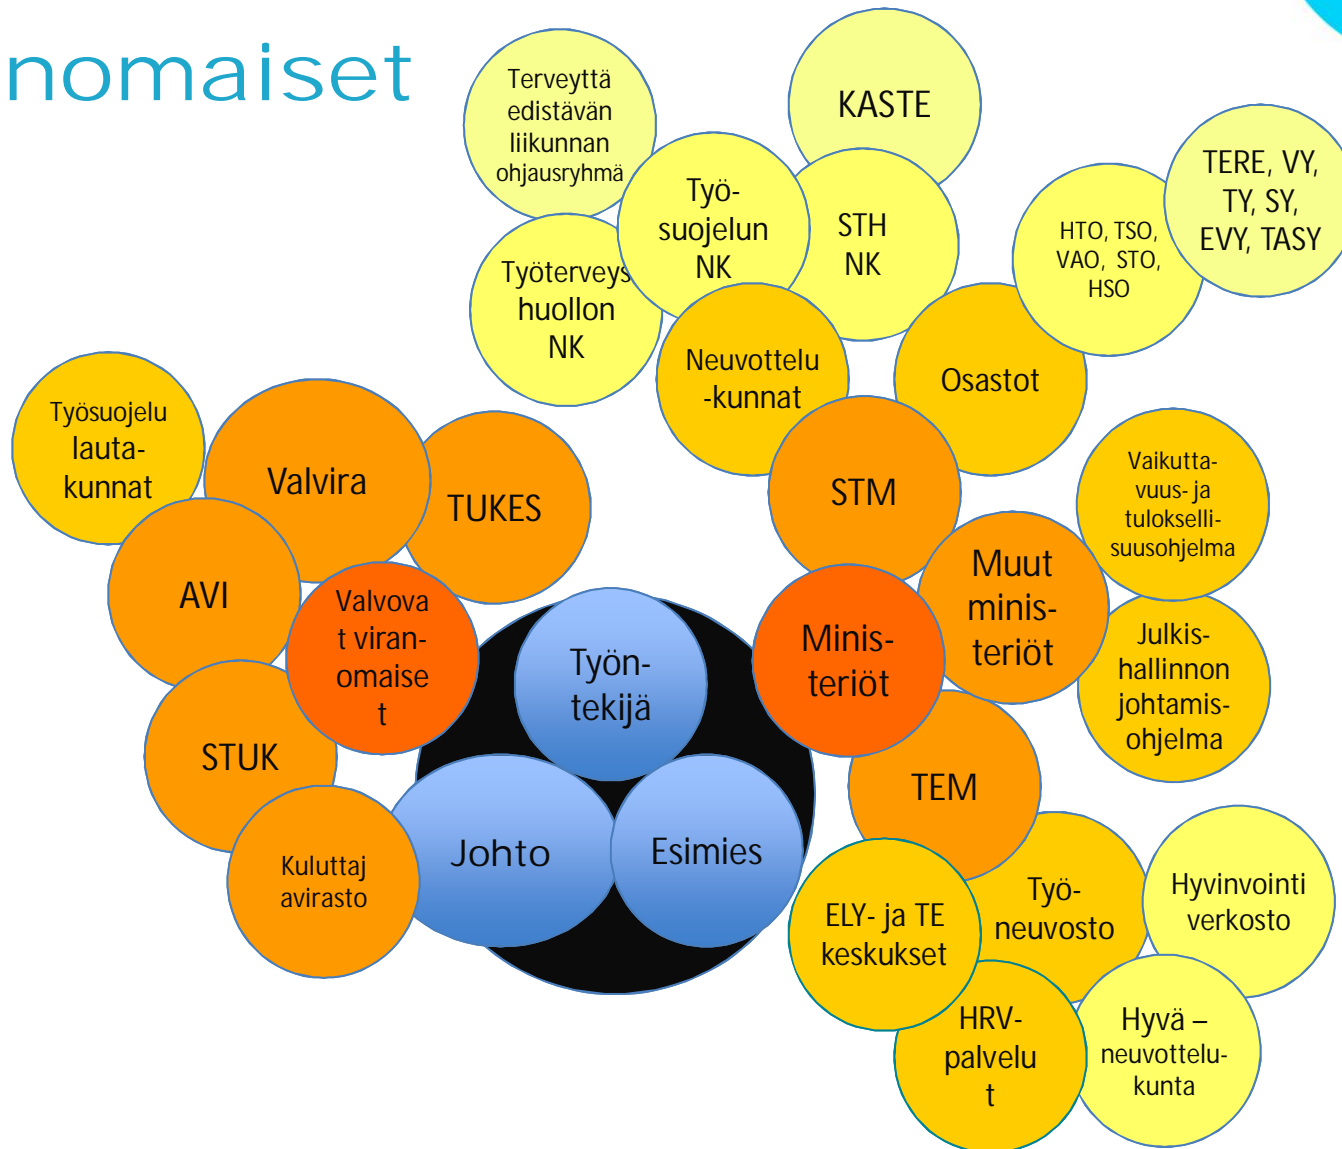 nomaiset
Terveyttä
edistävän
liikunnan
ohjausryhmä
KASTE
TERE, VY,
TY, SY,
EVY, TASY
Työ-
suojelun
NK
STH
NK
HTO, TSO,
VAO, STO,
HSO
Työterveys
huollon
NK
Neuvottelu
-kunnat
Osastot
Työsuojelu
lauta-
kunnat
Valvira
TUKES
STM
Vaikutta-
vuus- ja
tuloksell­i-
suusohjelma
AVI
Valvova
t viran-
omaise
t
Työn-
tekijä
Minis-
teriöt
Muut
minis-
teriöt
Julkis-
hallinnon
johtamis-
ohjelma
STUK
TEM
Kuluttaj
avirasto
Johto
Esimies
ELY- ja TE
keskukset
Työ-
neuvosto
Hyvinvointi
verkosto
HRV-
palvelu
t
Hyvä –
neuvottelu-
kunta